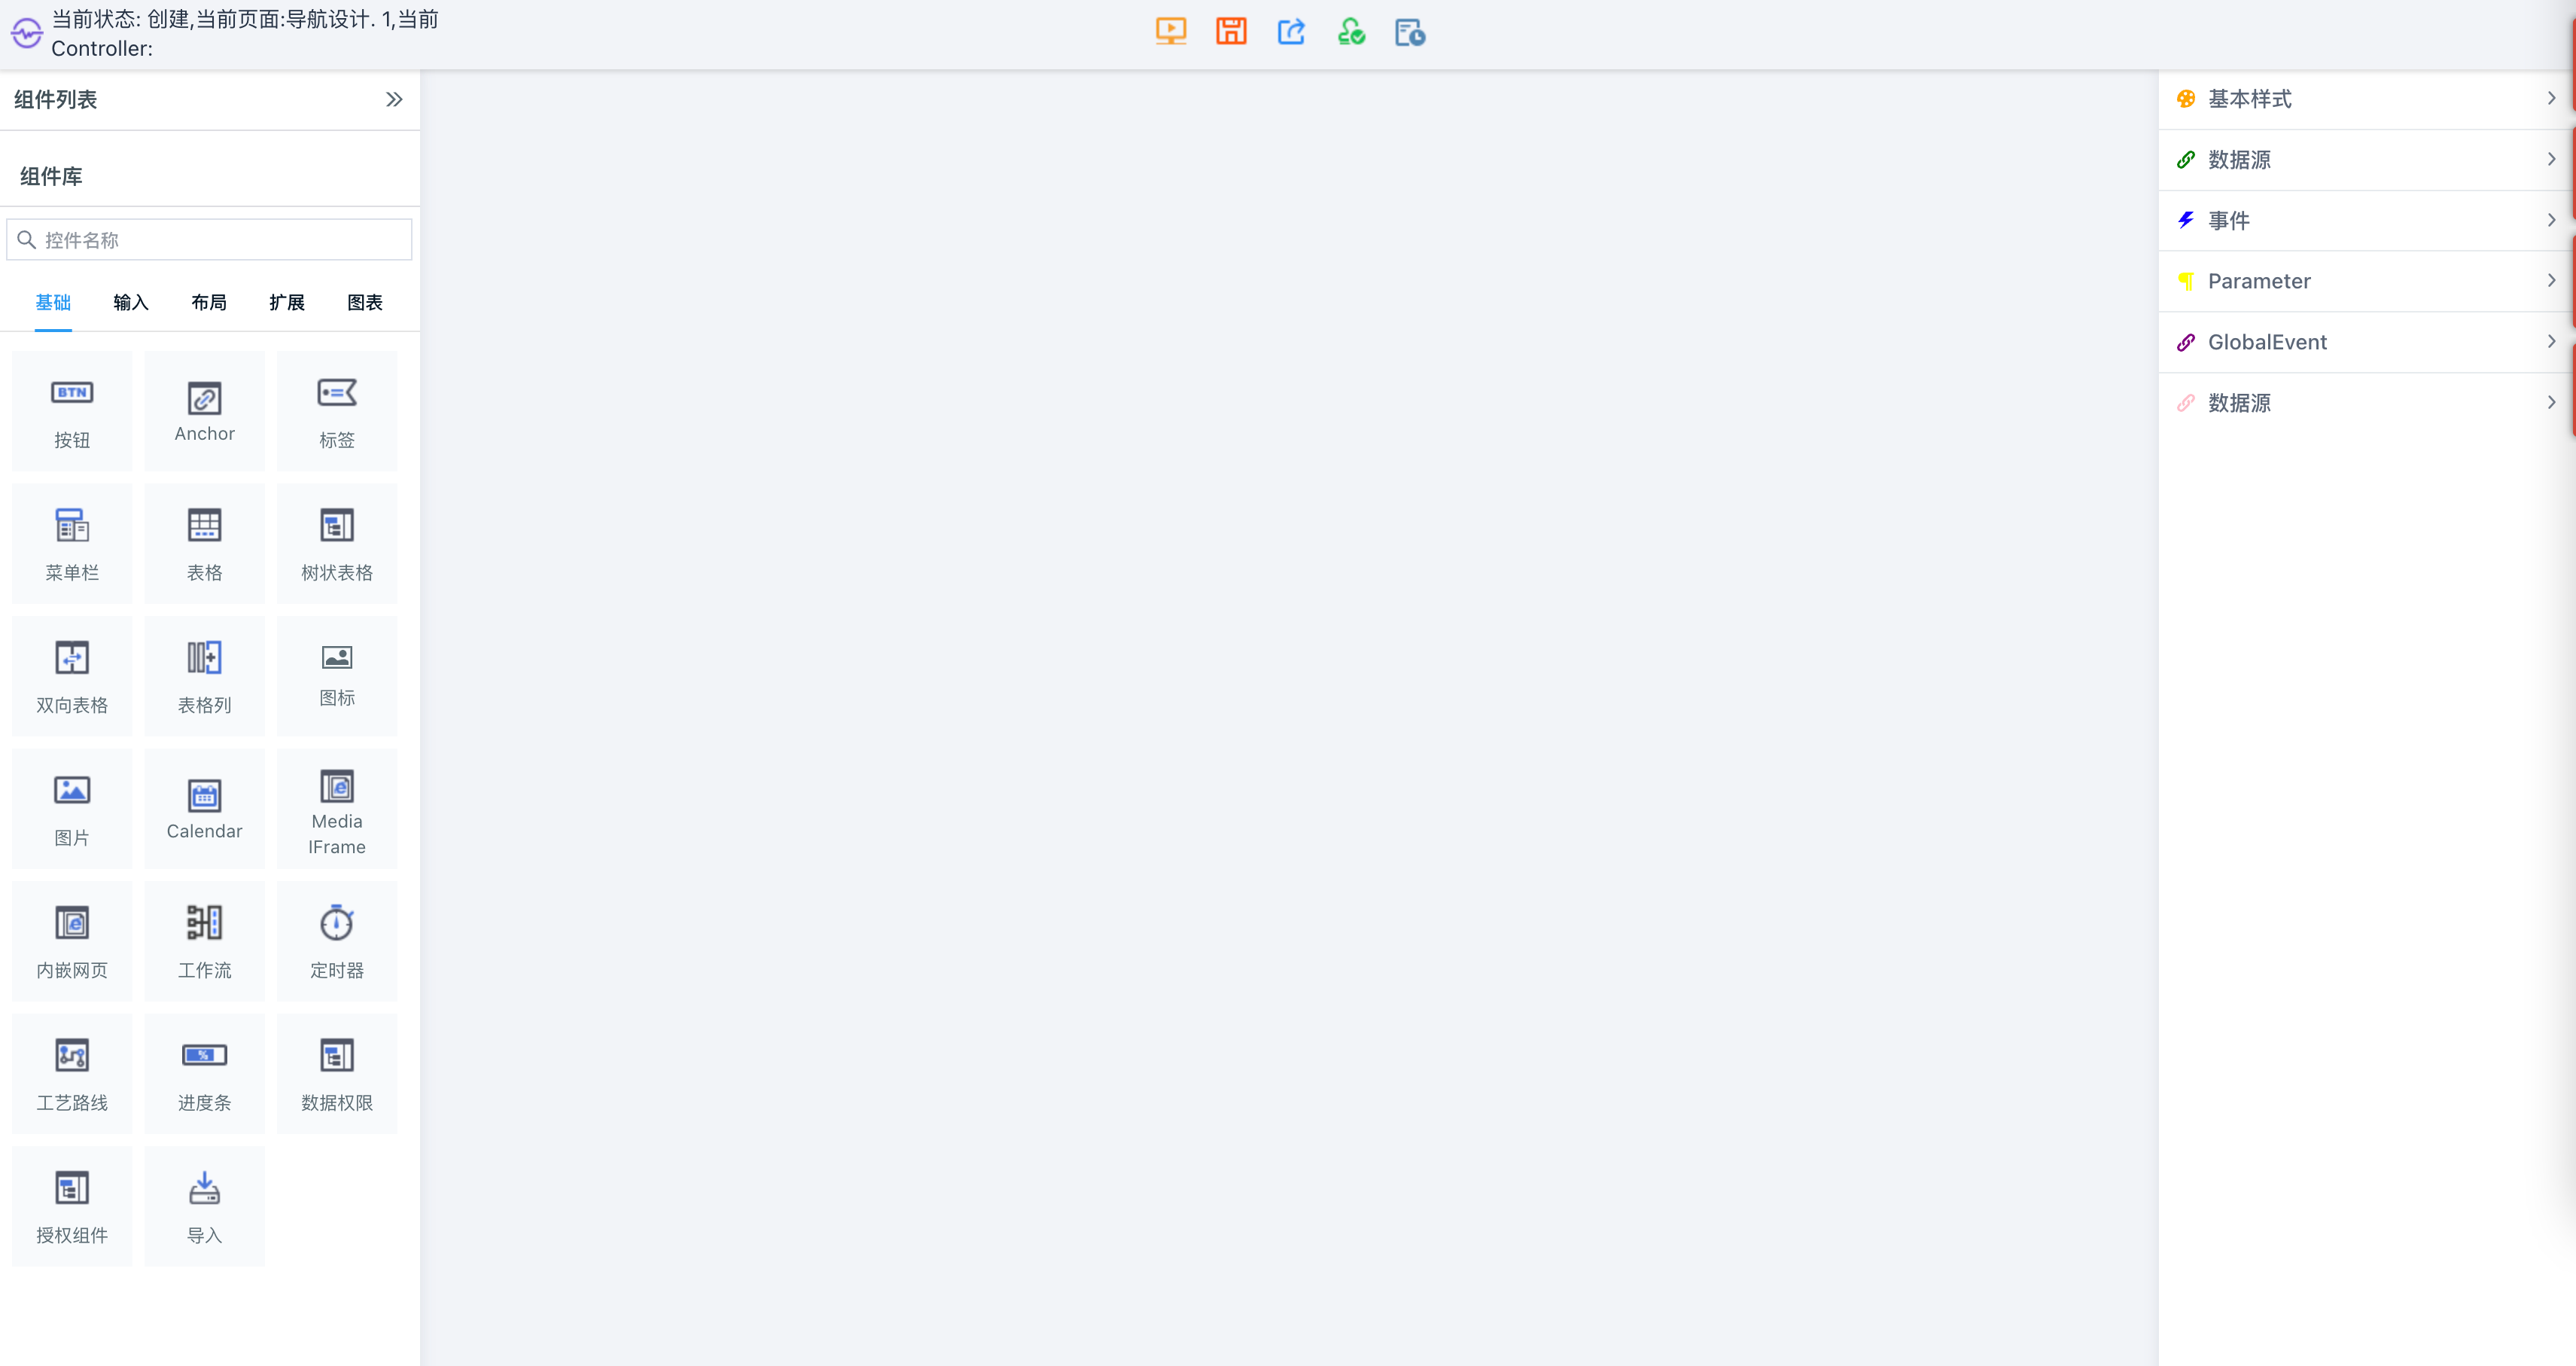 当前状态: 创建,当前页面:导航设计. 1,当前
Controller:
组件列表
组件库
控件名称
基础 输入 布局 扩展 图表
BTN
按钮 Anchor 标签
菜单栏 表格 树状表格
双向表格 表格列 图标
图片 Calendar Media
IFrame
内嵌网页 工作流 定时器
%
工艺路线 进度条 数据权限
授权组件 导入
基本样式
数据源
事件
Parameter
GlobalEvent
数据源